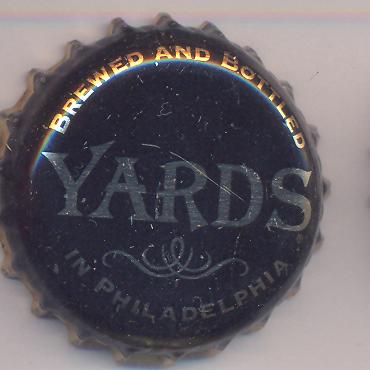 BREWED AND BOTTLED
YARDS
IN PHILADELPHIA